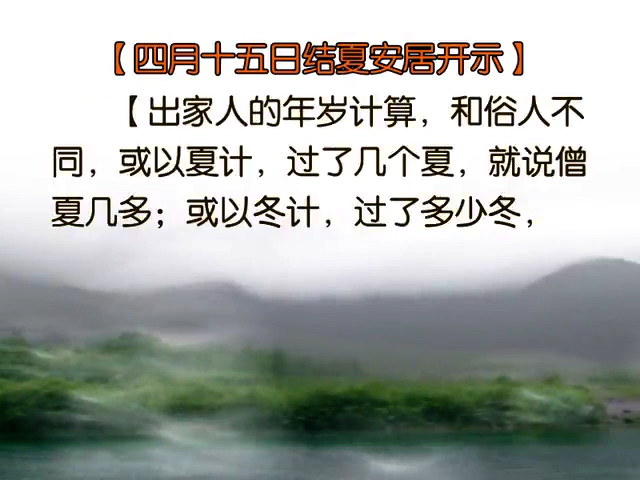 【四月十五日结夏安居开示】
【出家人的年岁计算，和俗人不
同，或以夏计，过了几个夏，就说僧
夏几多；或以冬计，过了多少冬，